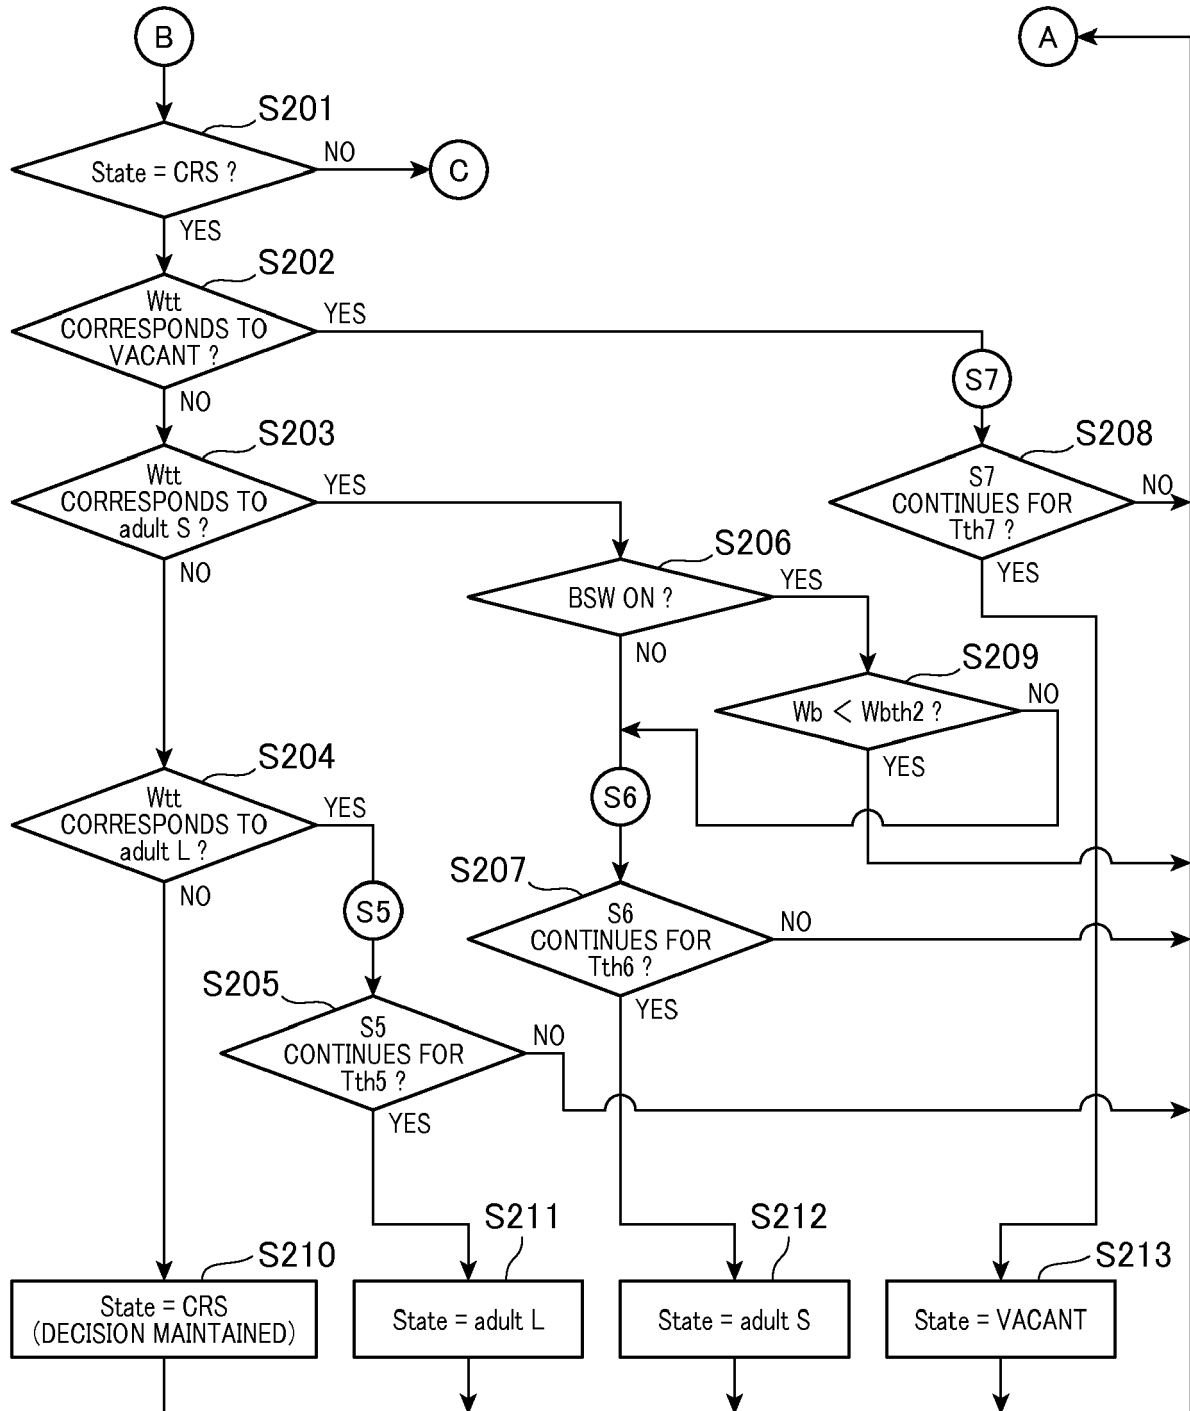 B
A
S201
State = CRS ?
NO
C
YES
S202
Wtt
CORRESPONDS TO
VACANT ?
YES
NO
S7
S203
Wtt
CORRESPONDS TO
adult S ?
YES
NO
S208
S7
CONTINUES FOR
Tth7 ?
NO
YES
S206
BSW ON ?
YES
NO
S209
Wb < Wbth2 ?
NO
YES
S6
S204
Wtt
CORRESPONDS TO
adult L ?
YES
NO
S5
S207
S6
CONTINUES FOR
Tth6 ?
NO
YES
S205
S5
CONTINUES FOR
Tth5 ?
NO
YES
S210
State = CRS
(DECISION MAINTAINED)
S211
State = adult L
S212
State = adult S
S213
State = VACANT